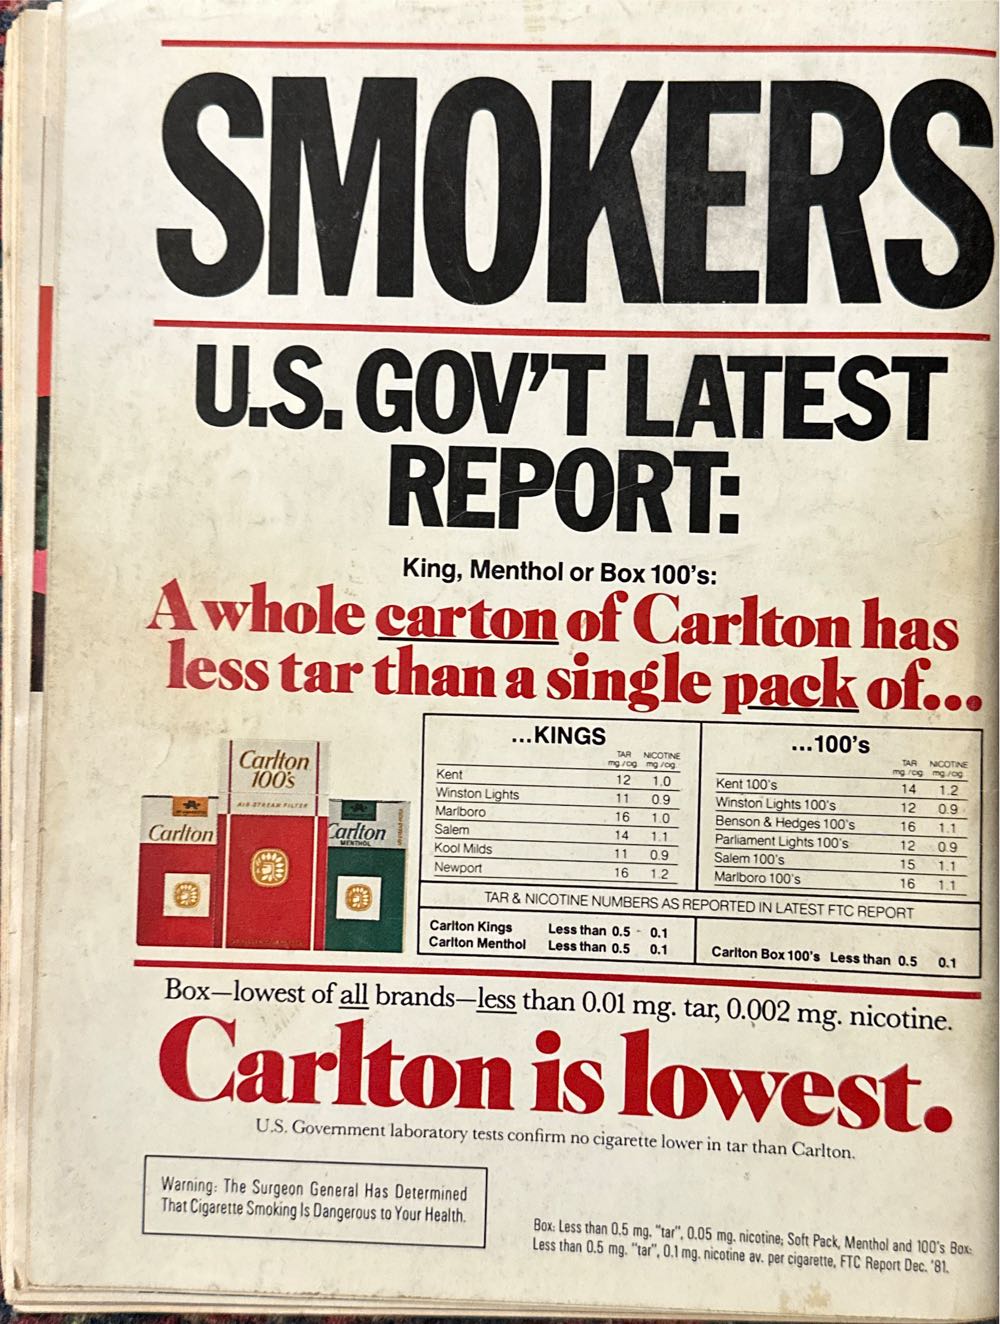 SMOKERS
U.S. GOV'T LATEST
REPORT:
King, Menthol or Box 100's:
A whole carton of Carlton has
less tar than a single pack of...
Carlton
100's
AIR-STREAM FILTER
Carlton
Carlton
MENTHOL
...KINGS
TAR NICOTINE
mg./cig. mg./cig.
Kent 12 1.0
Winston Lights 11 0.9
Marlboro 16 1.0
Salem 14 1.1
Kool Milds 11 0.9
Newport 16 1.2
...100's
TAR NICOTINE
mg./cig. mg./cig.
Kent 100's 14 1.2
Winston Lights 100's 12 0.9
Benson & Hedges 100's 16 1.1
Parliament Lights 100's 12 0.9
Salem 100's 15 1.1
Marlboro 100's 16 1.1
TAR & NICOTINE NUMBERS AS REPORTED IN LATEST FTC REPORT
Carlton Kings Less than 0.5 0.1
Carlton Menthol Less than 0.5 0.1
Carlton Box 100's Less than 0.5 0.1
Box—lowest of all brands—less than 0.01 mg. tar, 0.002 mg. nicotine.
Carlton is lowest.
U.S. Government laboratory tests confirm no cigarette lower in tar than Carlton.
Warning: The Surgeon General Has Determined
That Cigarette Smoking Is Dangerous to Your Health.
Box: Less than 0.5 mg. "tar", 0.05 mg. nicotine; Soft Pack, Menthol and 100's Box:
Less than 0.5 mg. "tar", 0.1 mg. nicotine av. per cigarette, FTC Report Dec. '81.